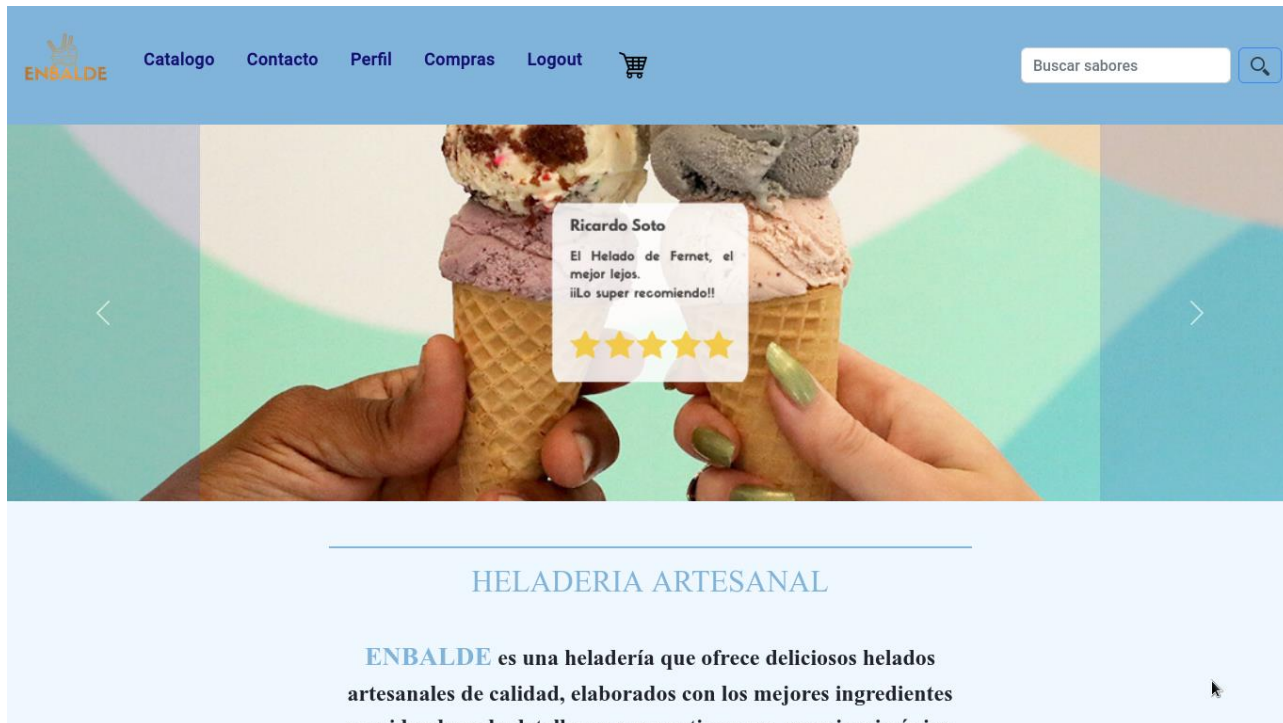 ENBALDE
Catalogo Contacto Perfil Compras Logout
Buscar sabores
Ricardo Soto
El Helado de Fernet, el
mejor lejos.
¡¡Lo super recomiendo!!
HELADERIA ARTESANAL
ENBALDE es una heladería que ofrece deliciosos helados
artesanales de calidad, elaborados con los mejores ingredientes